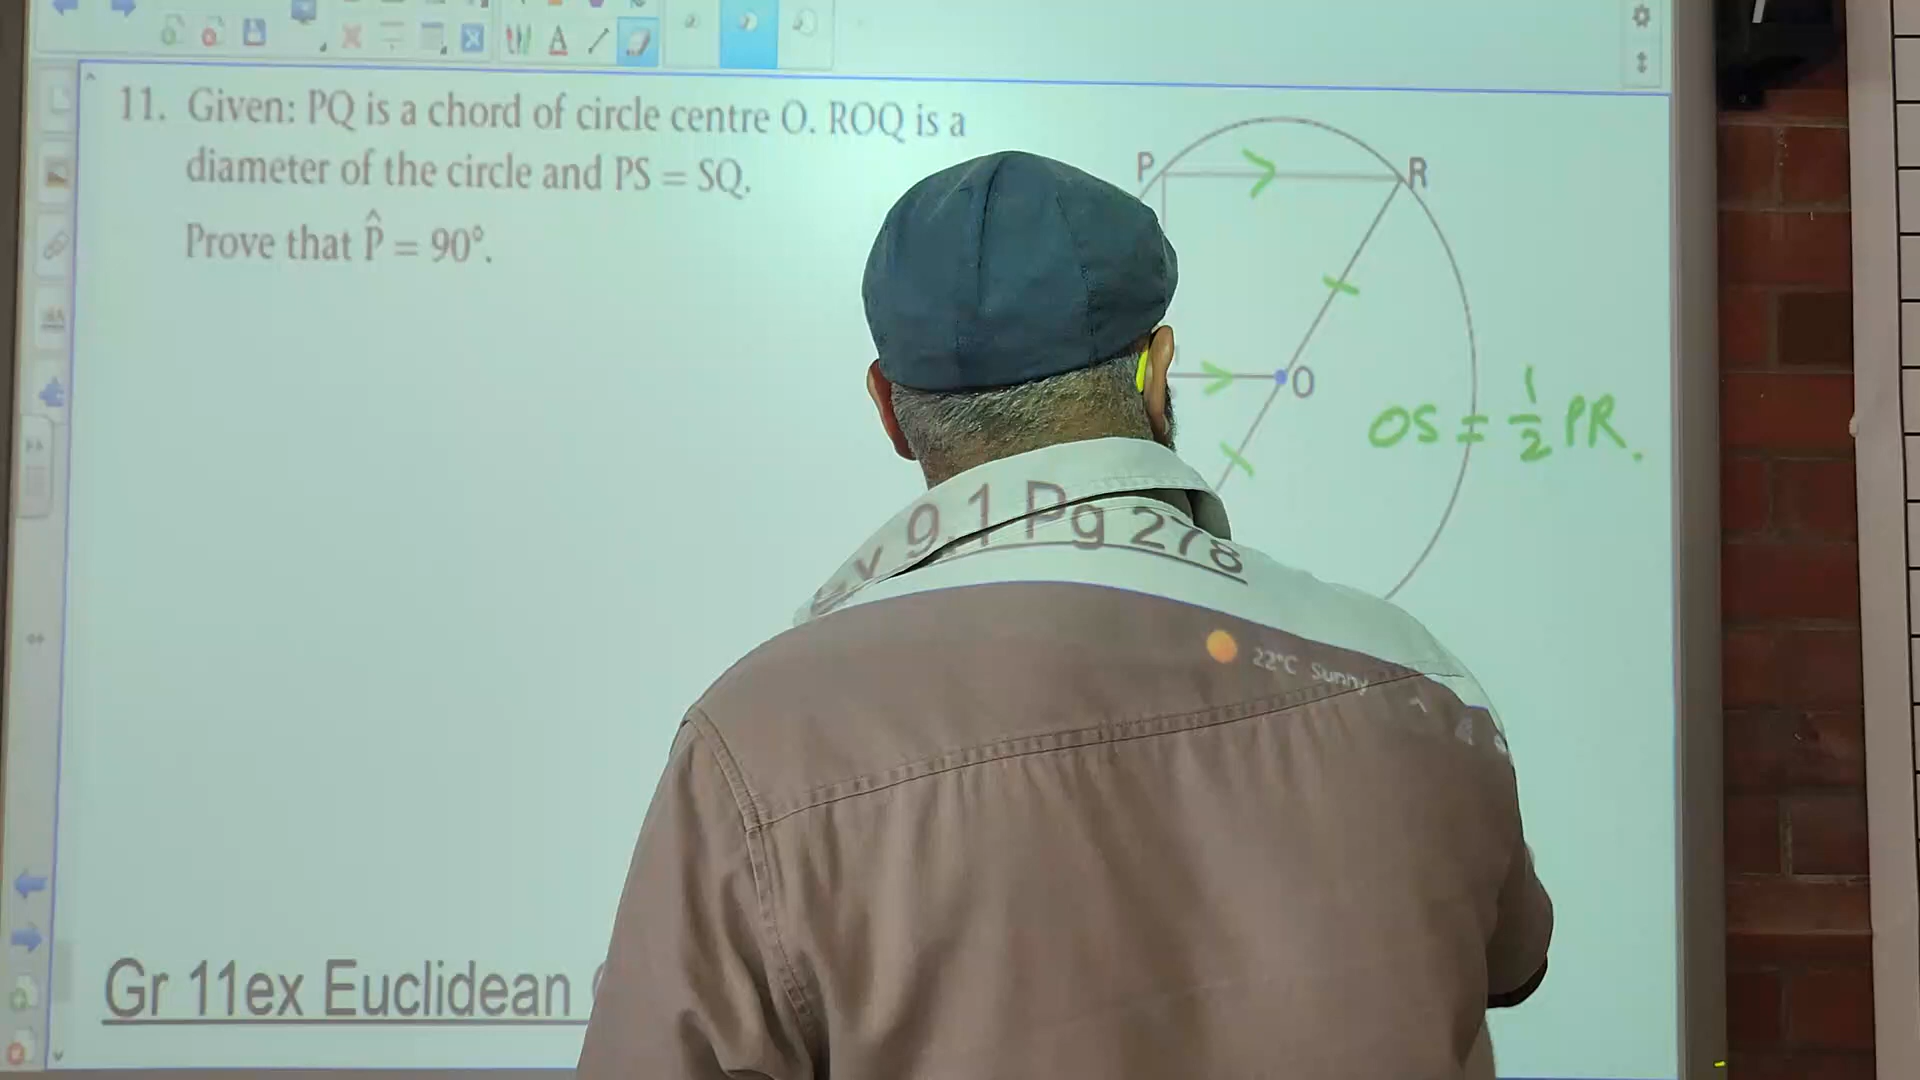 11. Given: PQ is a chord of circle centre O. ROQ is a
diameter of the circle and PS = SQ.
Prove that P̂ = 90°.
P
R
O
OS = ½ PR.
9.1 Pg 278
22°C Sunny
Gr 11ex Euclidean